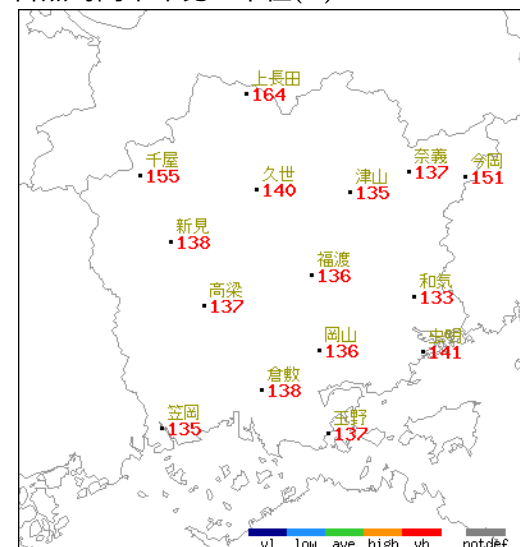 上長田
164
千屋
155
久世
140
津山
135
奈義
137
今岡
151
新見
138
福渡
136
和気
133
高梁
137
岡山
136
虫明
141
倉敷
138
笠岡
135
玉野
137
vl low ave high vh notdef